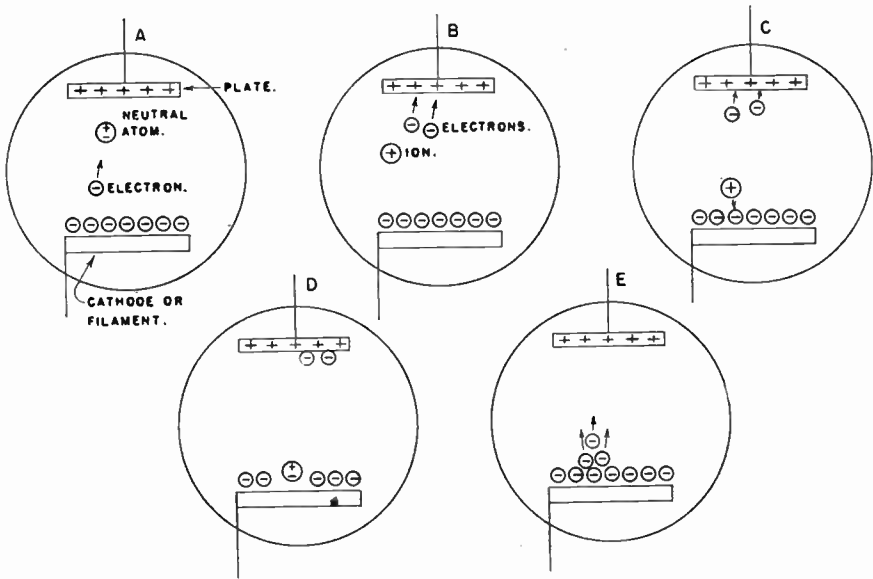 A
B
C
+ + + + +
PLATE.
+ + + + +
+ + + + +
NEUTRAL
ATOM.
ELECTRONS.
ION.
ELECTRON.
CATHODE OR
FILAMENT.
D
E
+ + + + +
+ + + + +